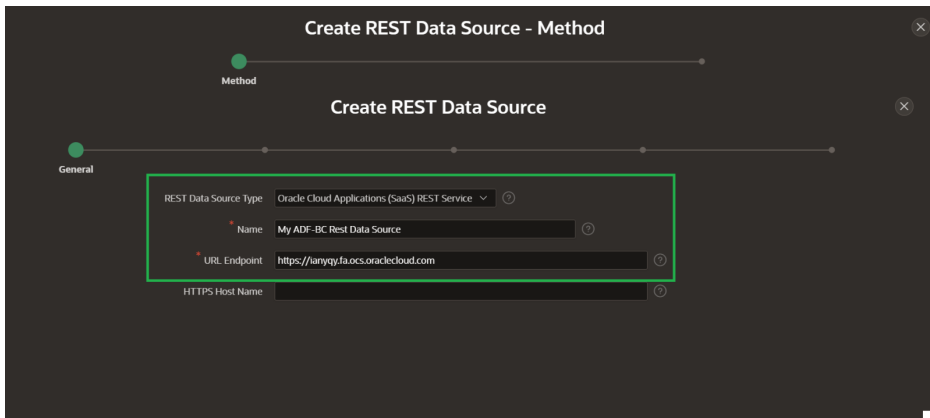 Create REST Data Source - Method
Method
Create REST Data Source
General
REST Data Source Type Oracle Cloud Applications (SaaS) REST Service ?
* Name My ADF-BC Rest Data Source ?
* URL Endpoint https://ianyqy.fa.ocs.oraclecloud.com ?
HTTPS Host Name ?